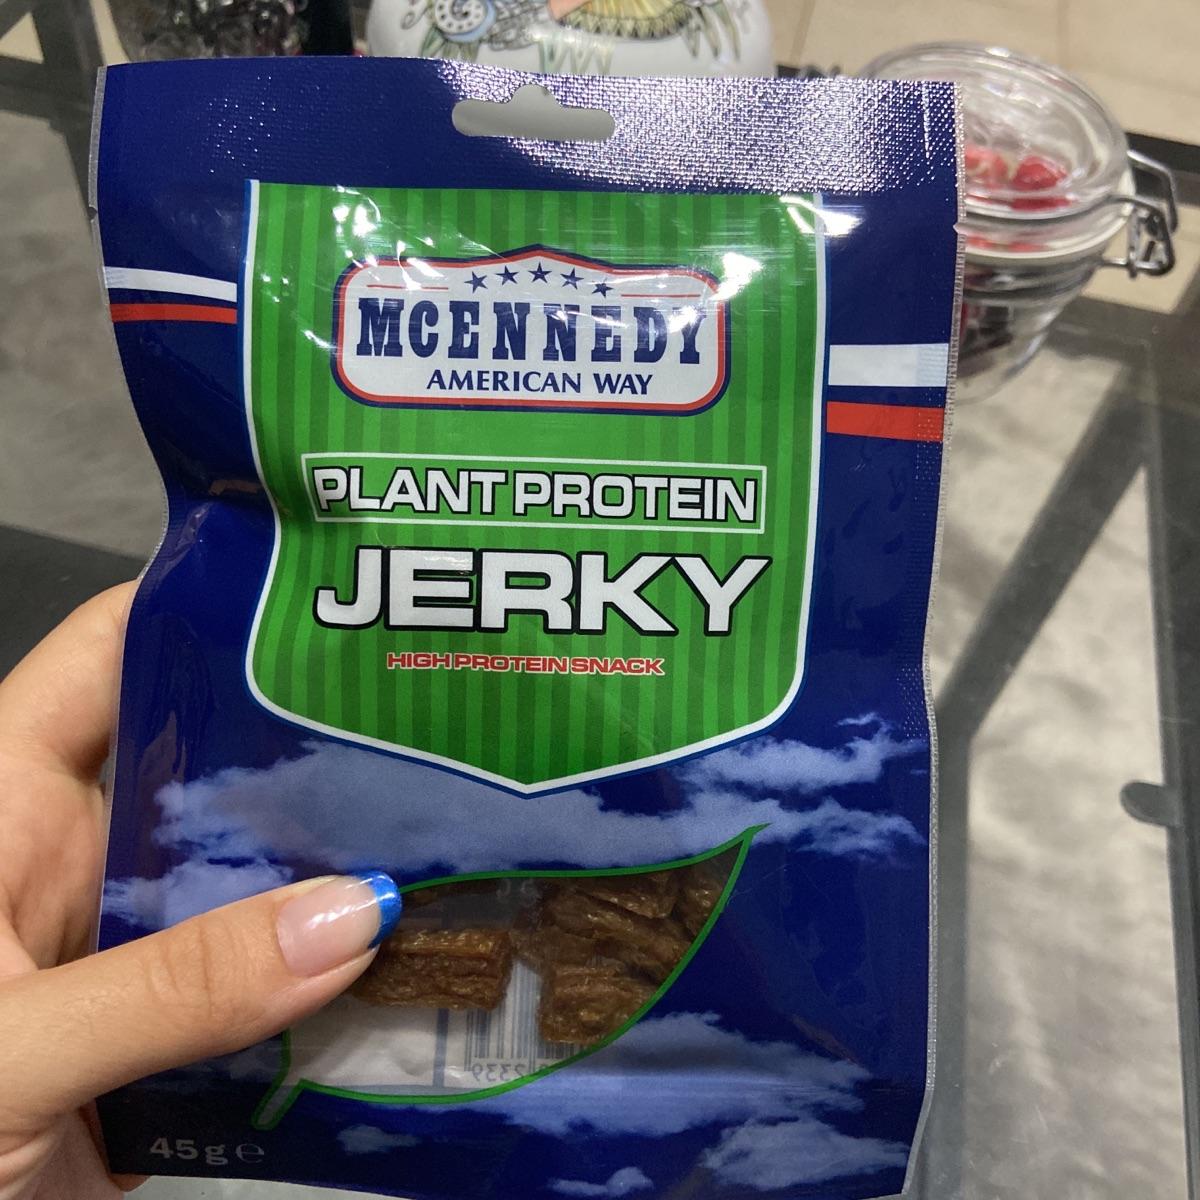 MCENNEDY
AMERICAN WAY
PLANT PROTEIN
JERKY
HIGH PROTEIN SNACK
45g ℮